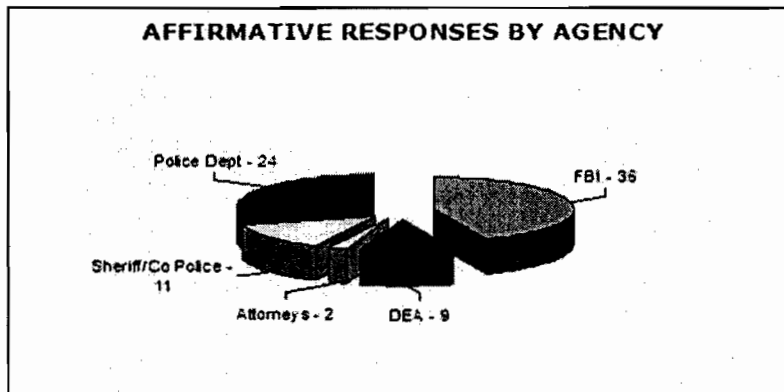 AFFIRMATIVE RESPONSES BY AGENCY
Police Dept - 24
FBI - 36
Sheriff/Co Police -
11
Attorneys - 2
DEA - 9